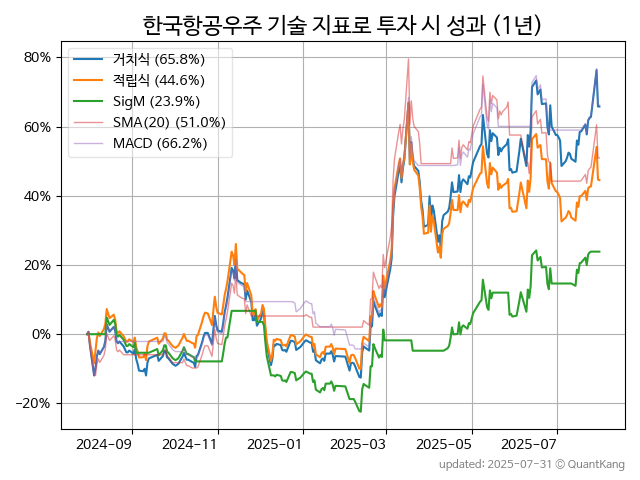 한국항공우주 기술 지표로 투자 시 성과 (1년)
80%
60%
40%
20%
0%
−20%
거치식 (65.8%)
적립식 (44.6%)
SigM (23.9%)
SMA(20) (51.0%)
MACD (66.2%)
2024-09
2024-11
2025-01
2025-03
2025-05
2025-07
updated: 2025-07-31 © QuantKang